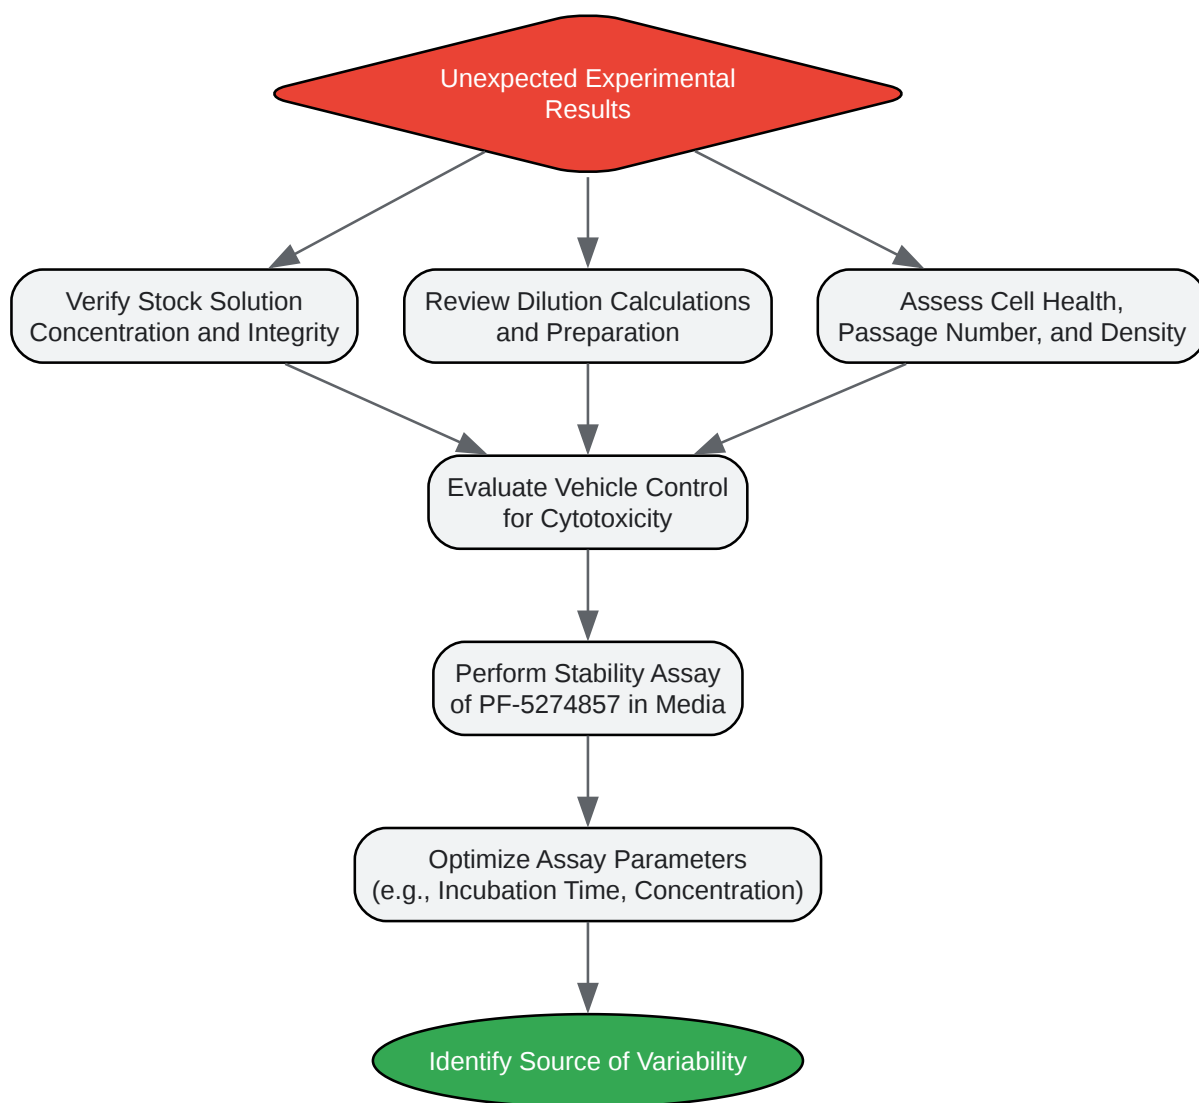 Unexpected Experimental
Results
Verify Stock Solution
Concentration and Integrity
Review Dilution Calculations
and Preparation
Assess Cell Health,
Passage Number, and Density
Evaluate Vehicle Control
for Cytotoxicity
Perform Stability Assay
of PF-5274857 in Media
Optimize Assay Parameters
(e.g., Incubation Time, Concentration)
Identify Source of Variability